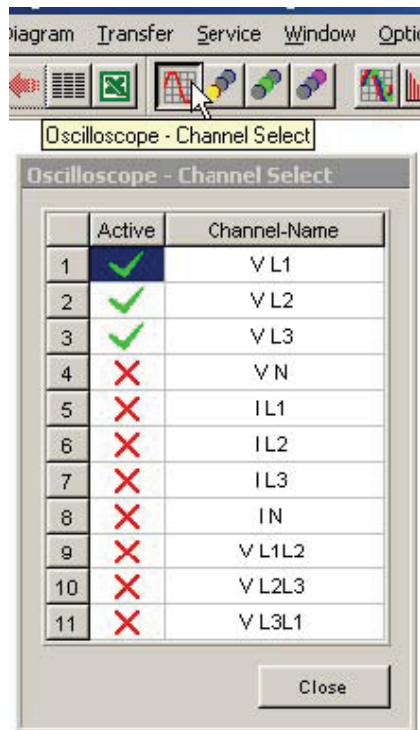 Diagram Transfer Service Window
Oscilloscope - Channel Select
Oscilloscope - Channel Select
Active Channel-Name
1 V L1
2 V L2
3 V L3
4 V N
5 I L1
6 I L2
7 I L3
8 I N
9 V L1L2
10 V L2L3
11 V L3L1
Close